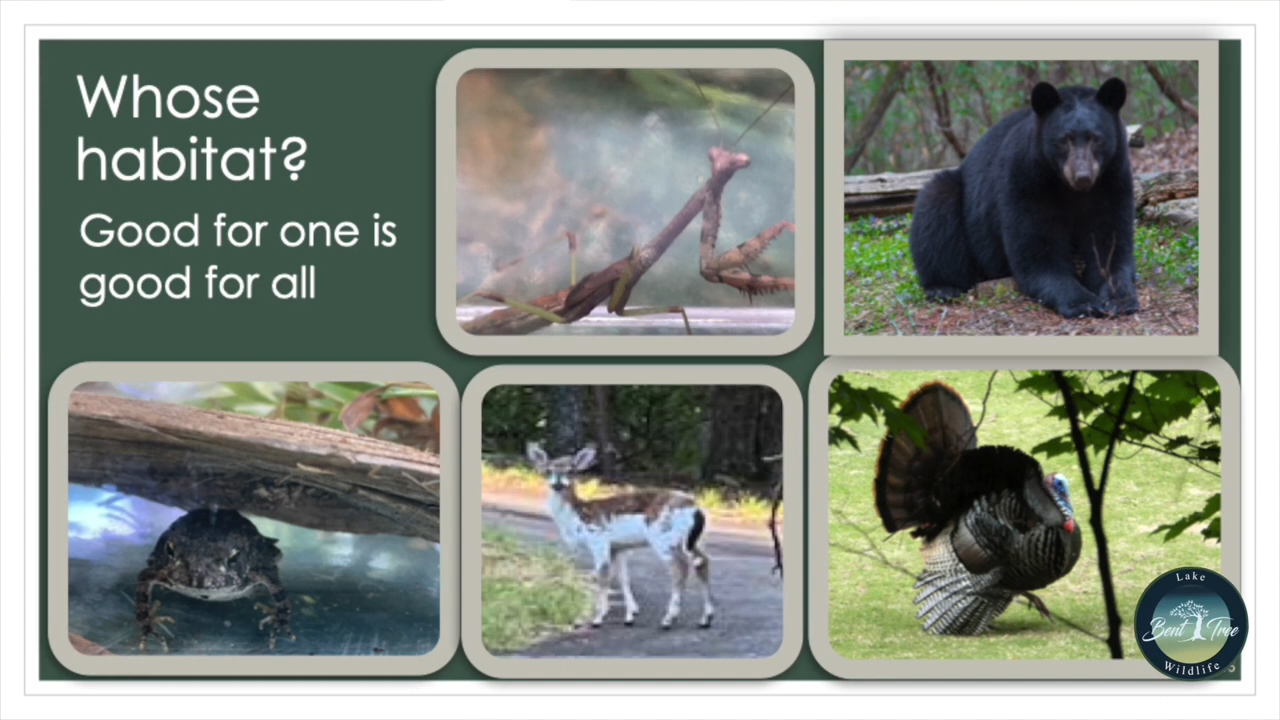 Whose
habitat?
Good for one is
good for all
Lake
Bent Tree
Wildlife